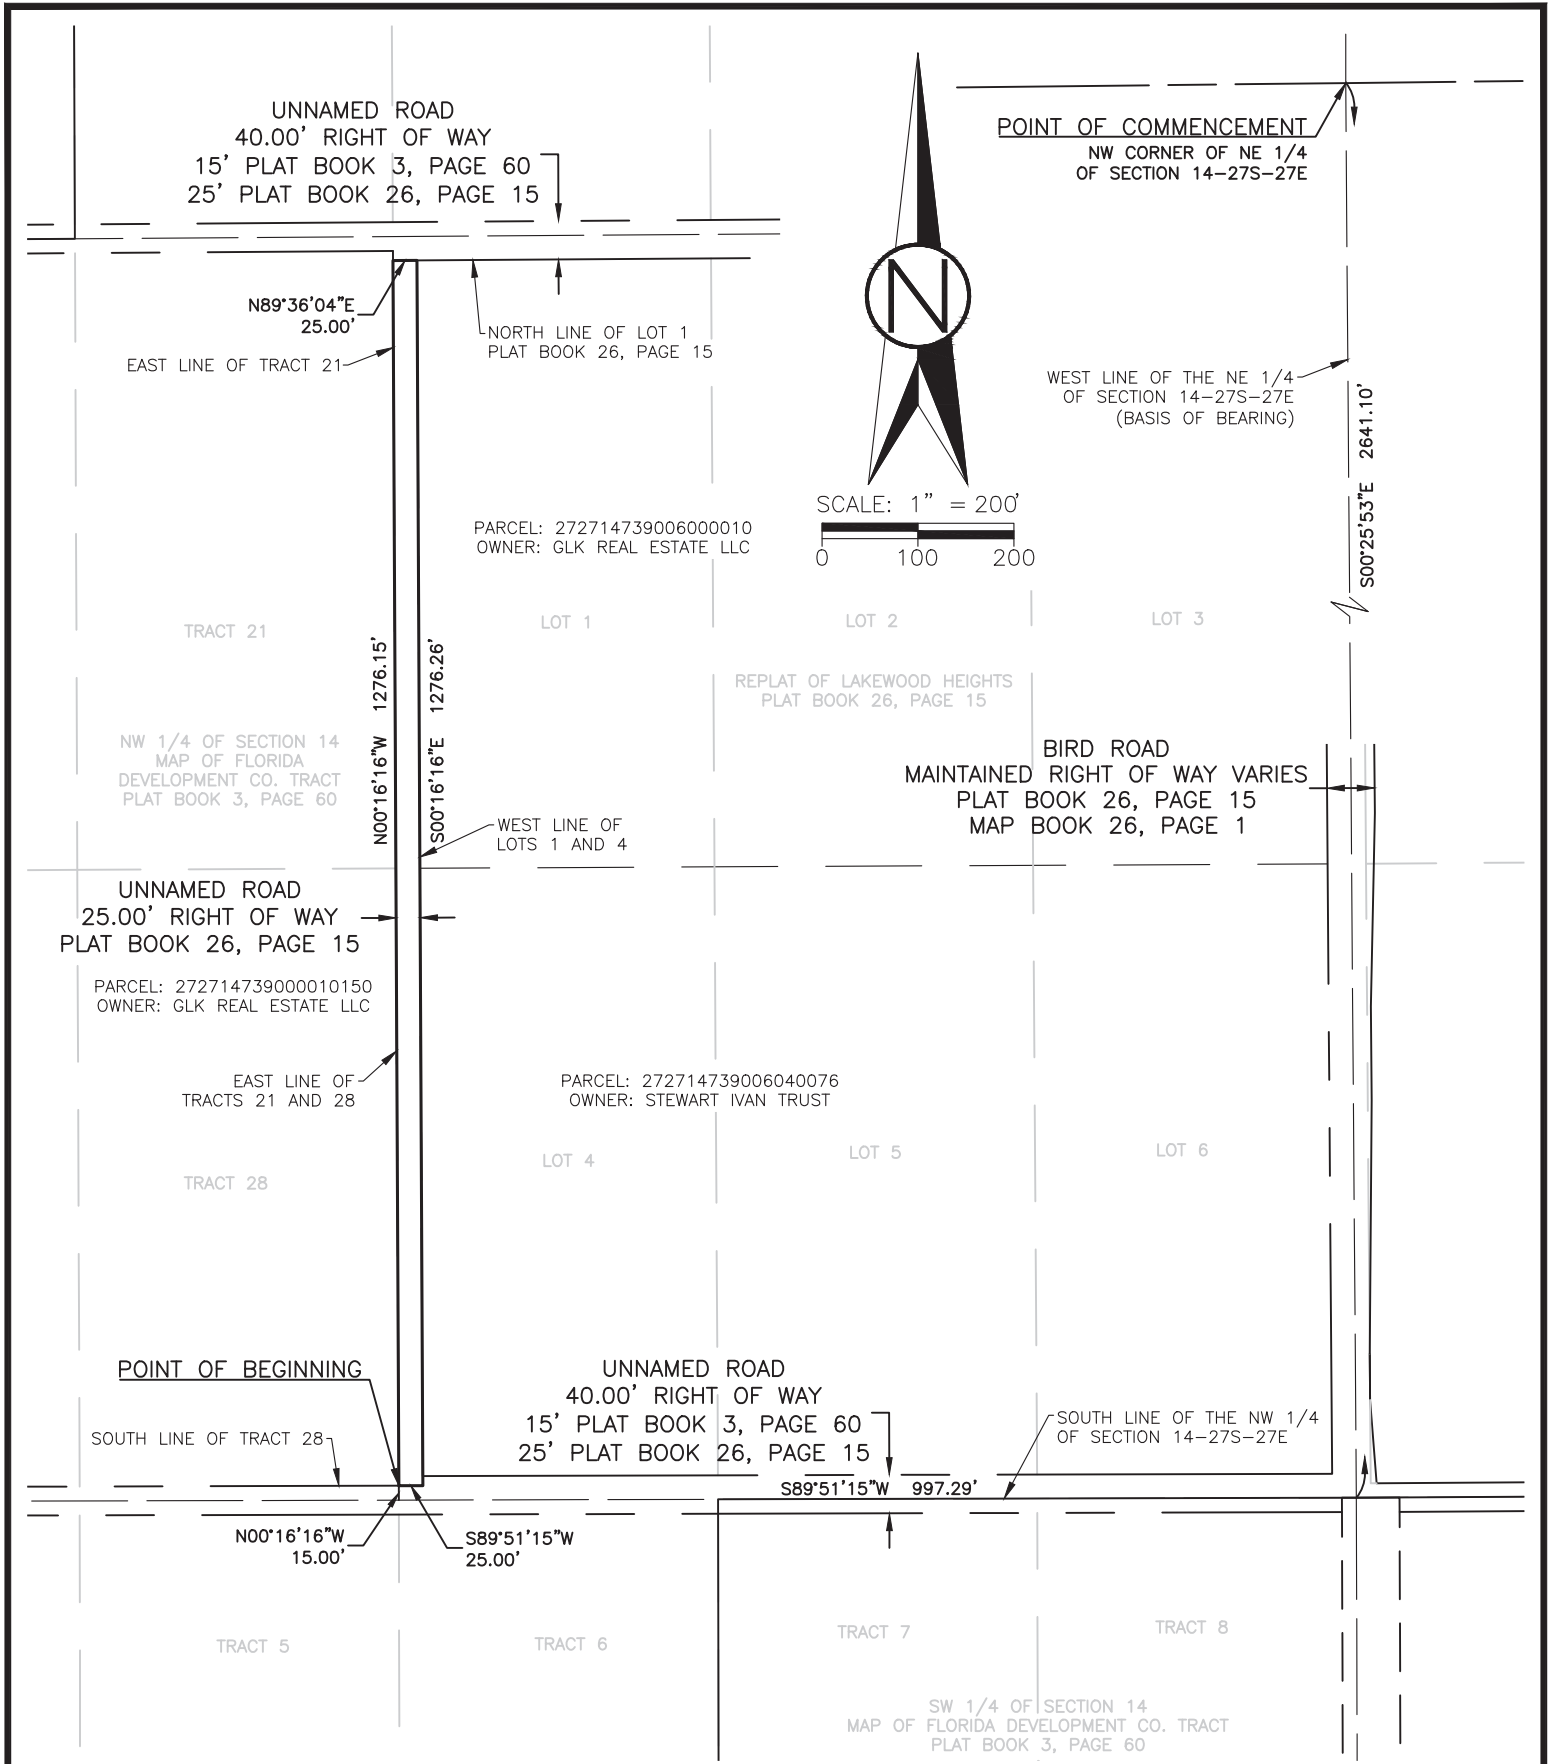 UNNAMED ROAD
40.00' RIGHT OF WAY
15' PLAT BOOK 3, PAGE 60
25' PLAT BOOK 26, PAGE 15
POINT OF COMMENCEMENT
NW CORNER OF NE 1/4
OF SECTION 14-27S-27E
N
N89°36'04"E
25.00'
NORTH LINE OF LOT 1
PLAT BOOK 26, PAGE 15
EAST LINE OF TRACT 21
WEST LINE OF THE NE 1/4
OF SECTION 14-27S-27E
(BASIS OF BEARING)
S00°25'53"E 2641.10'
SCALE: 1" = 200'
0 100 200
PARCEL: 272714739006000010
OWNER: GLK REAL ESTATE LLC
TRACT 21
LOT 1
LOT 2
LOT 3
N00°16'16"W 1276.15'
S00°16'16"E 1276.26'
REPLAT OF LAKEWOOD HEIGHTS
PLAT BOOK 26, PAGE 15
NW 1/4 OF SECTION 14
MAP OF FLORIDA
DEVELOPMENT CO. TRACT
PLAT BOOK 3, PAGE 60
BIRD ROAD
MAINTAINED RIGHT OF WAY VARIES
PLAT BOOK 26, PAGE 15
MAP BOOK 26, PAGE 1
WEST LINE OF
LOTS 1 AND 4
UNNAMED ROAD
25.00' RIGHT OF WAY
PLAT BOOK 26, PAGE 15
PARCEL: 272714739000010150
OWNER: GLK REAL ESTATE LLC
EAST LINE OF
TRACTS 21 AND 28
PARCEL: 272714739006040076
OWNER: STEWART IVAN TRUST
TRACT 28
LOT 4
LOT 5
LOT 6
POINT OF BEGINNING
UNNAMED ROAD
40.00' RIGHT OF WAY
15' PLAT BOOK 3, PAGE 60
25' PLAT BOOK 26, PAGE 15
SOUTH LINE OF TRACT 28
SOUTH LINE OF THE NW 1/4
OF SECTION 14-27S-27E
S89°51'15"W 997.29'
N00°16'16"W
15.00'
S89°51'15"W
25.00'
TRACT 5
TRACT 6
TRACT 7
TRACT 8
SW 1/4 OF SECTION 14
MAP OF FLORIDA DEVELOPMENT CO. TRACT
PLAT BOOK 3, PAGE 60